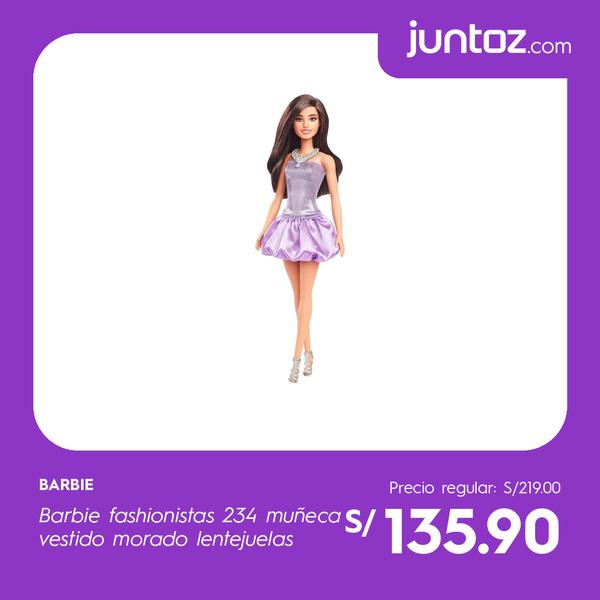 juntoz.com
BARBIE
Barbie fashionistas 234 muñeca
vestido morado lentejuelas
Precio regular: S/219.00
S/ 135.90